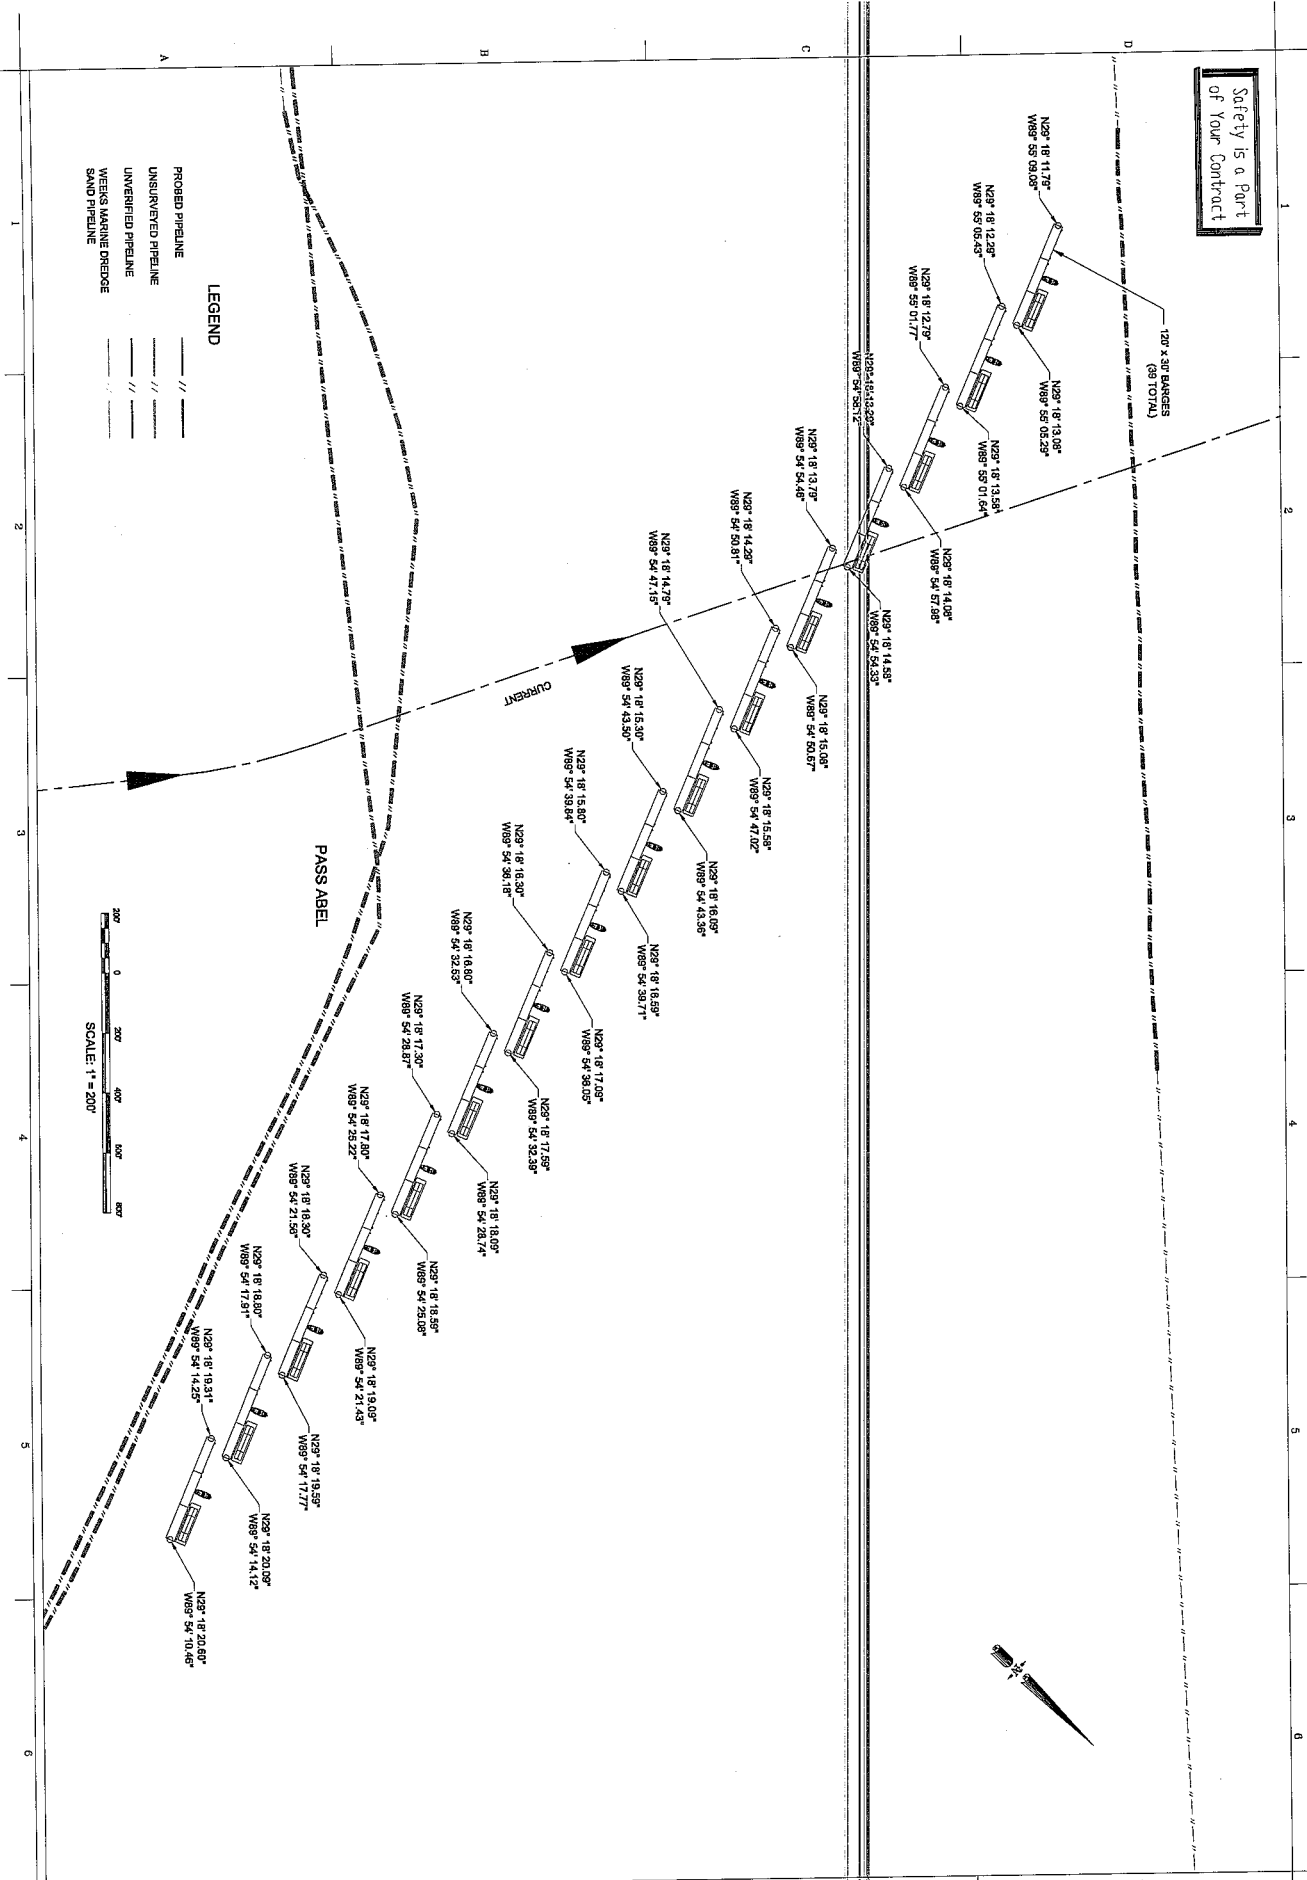 Safety is a Part
of Your Contract
D
C
B
A
1
2
3
4
5
6
1
2
3
4
5
6
120' x 30' BARGES
(39 TOTAL)
N29° 18' 11.79"
W89° 55' 09.08"
N29° 18' 13.08"
W89° 55' 05.29"
N29° 18' 12.29"
W89° 55' 05.43"
N29° 18' 13.58"
W89° 55' 01.64"
N29° 18' 12.79"
W89° 55' 01.77"
N29° 18' 14.08"
W89° 54' 57.98"
N29° 18' 13.29"
W89° 54' 58.12"
N29° 18' 14.58"
W89° 54' 54.33"
N29° 18' 13.79"
W89° 54' 54.46"
N29° 18' 15.08"
W89° 54' 50.67"
N29° 18' 14.29"
W89° 54' 50.81"
N29° 18' 15.58"
W89° 54' 47.02"
N29° 18' 14.79"
W89° 54' 47.15"
N29° 18' 16.09"
W89° 54' 43.36"
N29° 18' 15.30"
W89° 54' 43.50"
N29° 18' 16.59"
W89° 54' 39.71"
N29° 18' 15.80"
W89° 54' 39.84"
N29° 18' 17.09"
W89° 54' 36.05"
N29° 18' 16.30"
W89° 54' 36.18"
N29° 18' 17.59"
W89° 54' 32.39"
N29° 18' 16.80"
W89° 54' 32.53"
N29° 18' 18.09"
W89° 54' 28.74"
N29° 18' 17.30"
W89° 54' 28.87"
N29° 18' 18.59"
W89° 54' 25.08"
N29° 18' 17.80"
W89° 54' 25.22"
N29° 18' 19.09"
W89° 54' 21.43"
N29° 18' 18.30"
W89° 54' 21.56"
N29° 18' 19.59"
W89° 54' 17.77"
N29° 18' 18.80"
W89° 54' 17.91"
N29° 18' 20.09"
W89° 54' 14.12"
N29° 18' 19.31"
W89° 54' 14.25"
N29° 18' 20.60"
W89° 54' 10.46"
CURRENT
PASS ABEL
N
LEGEND
PROBED PIPELINE
UNSURVEYED PIPELINE
UNVERIFIED PIPELINE
WEEKS MARINE DREDGE
SAND PIPELINE
200' 0 200' 400' 600' 800'
SCALE: 1" = 200'